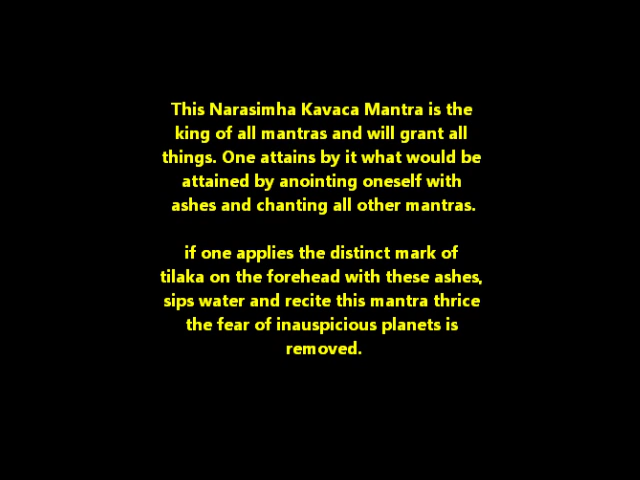 This Narasimha Kavaca Mantra is the
king of all mantras and will grant all
things. One attains by it what would be
attained by anointing oneself with
ashes and chanting all other mantras.
if one applies the distinct mark of
tilaka on the forehead with these ashes,
sips water and recite this mantra thrice
the fear of inauspicious planets is
removed.